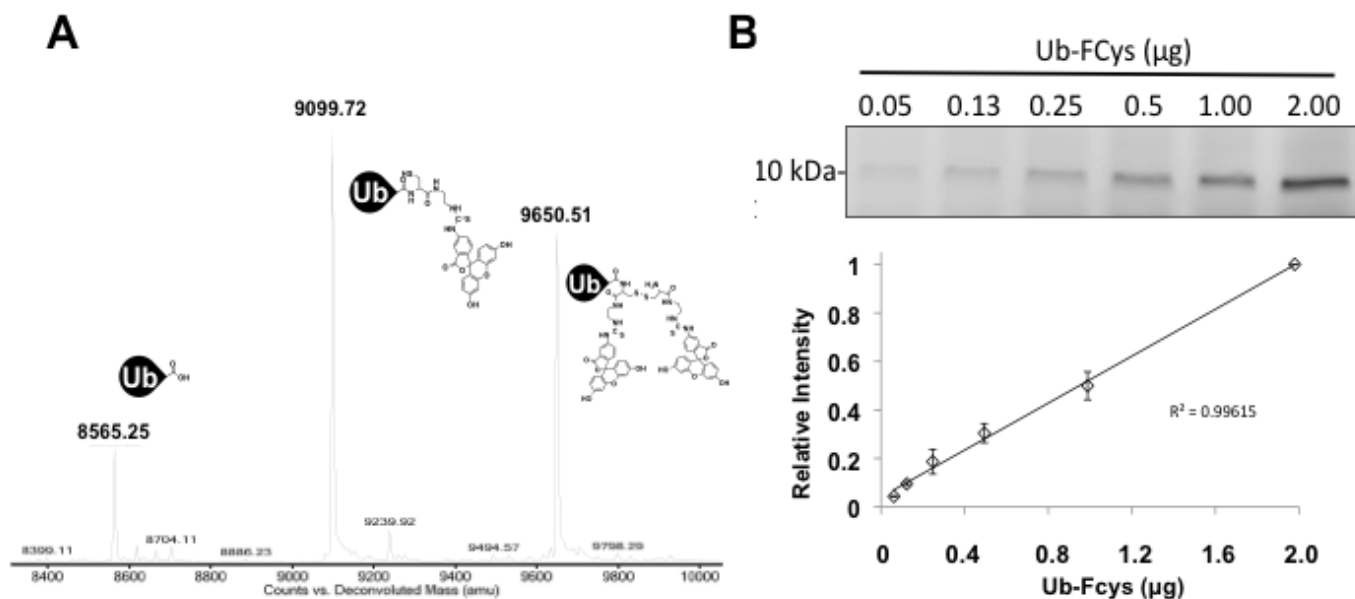 A
9099.72
Ub
9650.51
Ub
Ub
8565.25
8399.11
8704.11
8886.23
9239.92
9494.57
9798.29
8400 8600 8800 9000 9200 9400 9600 9800 10000
Counts vs. Deconvoluted Mass (amu)
B
Ub-FCys (µg)
0.05 0.13 0.25 0.5 1.00 2.00
10 kDa-
1
0.8
0.6
0.4
0.2
0
R² = 0.99615
Relative Intensity
0 0.4 0.8 1.2 1.6 2.0
Ub-Fcys (µg)